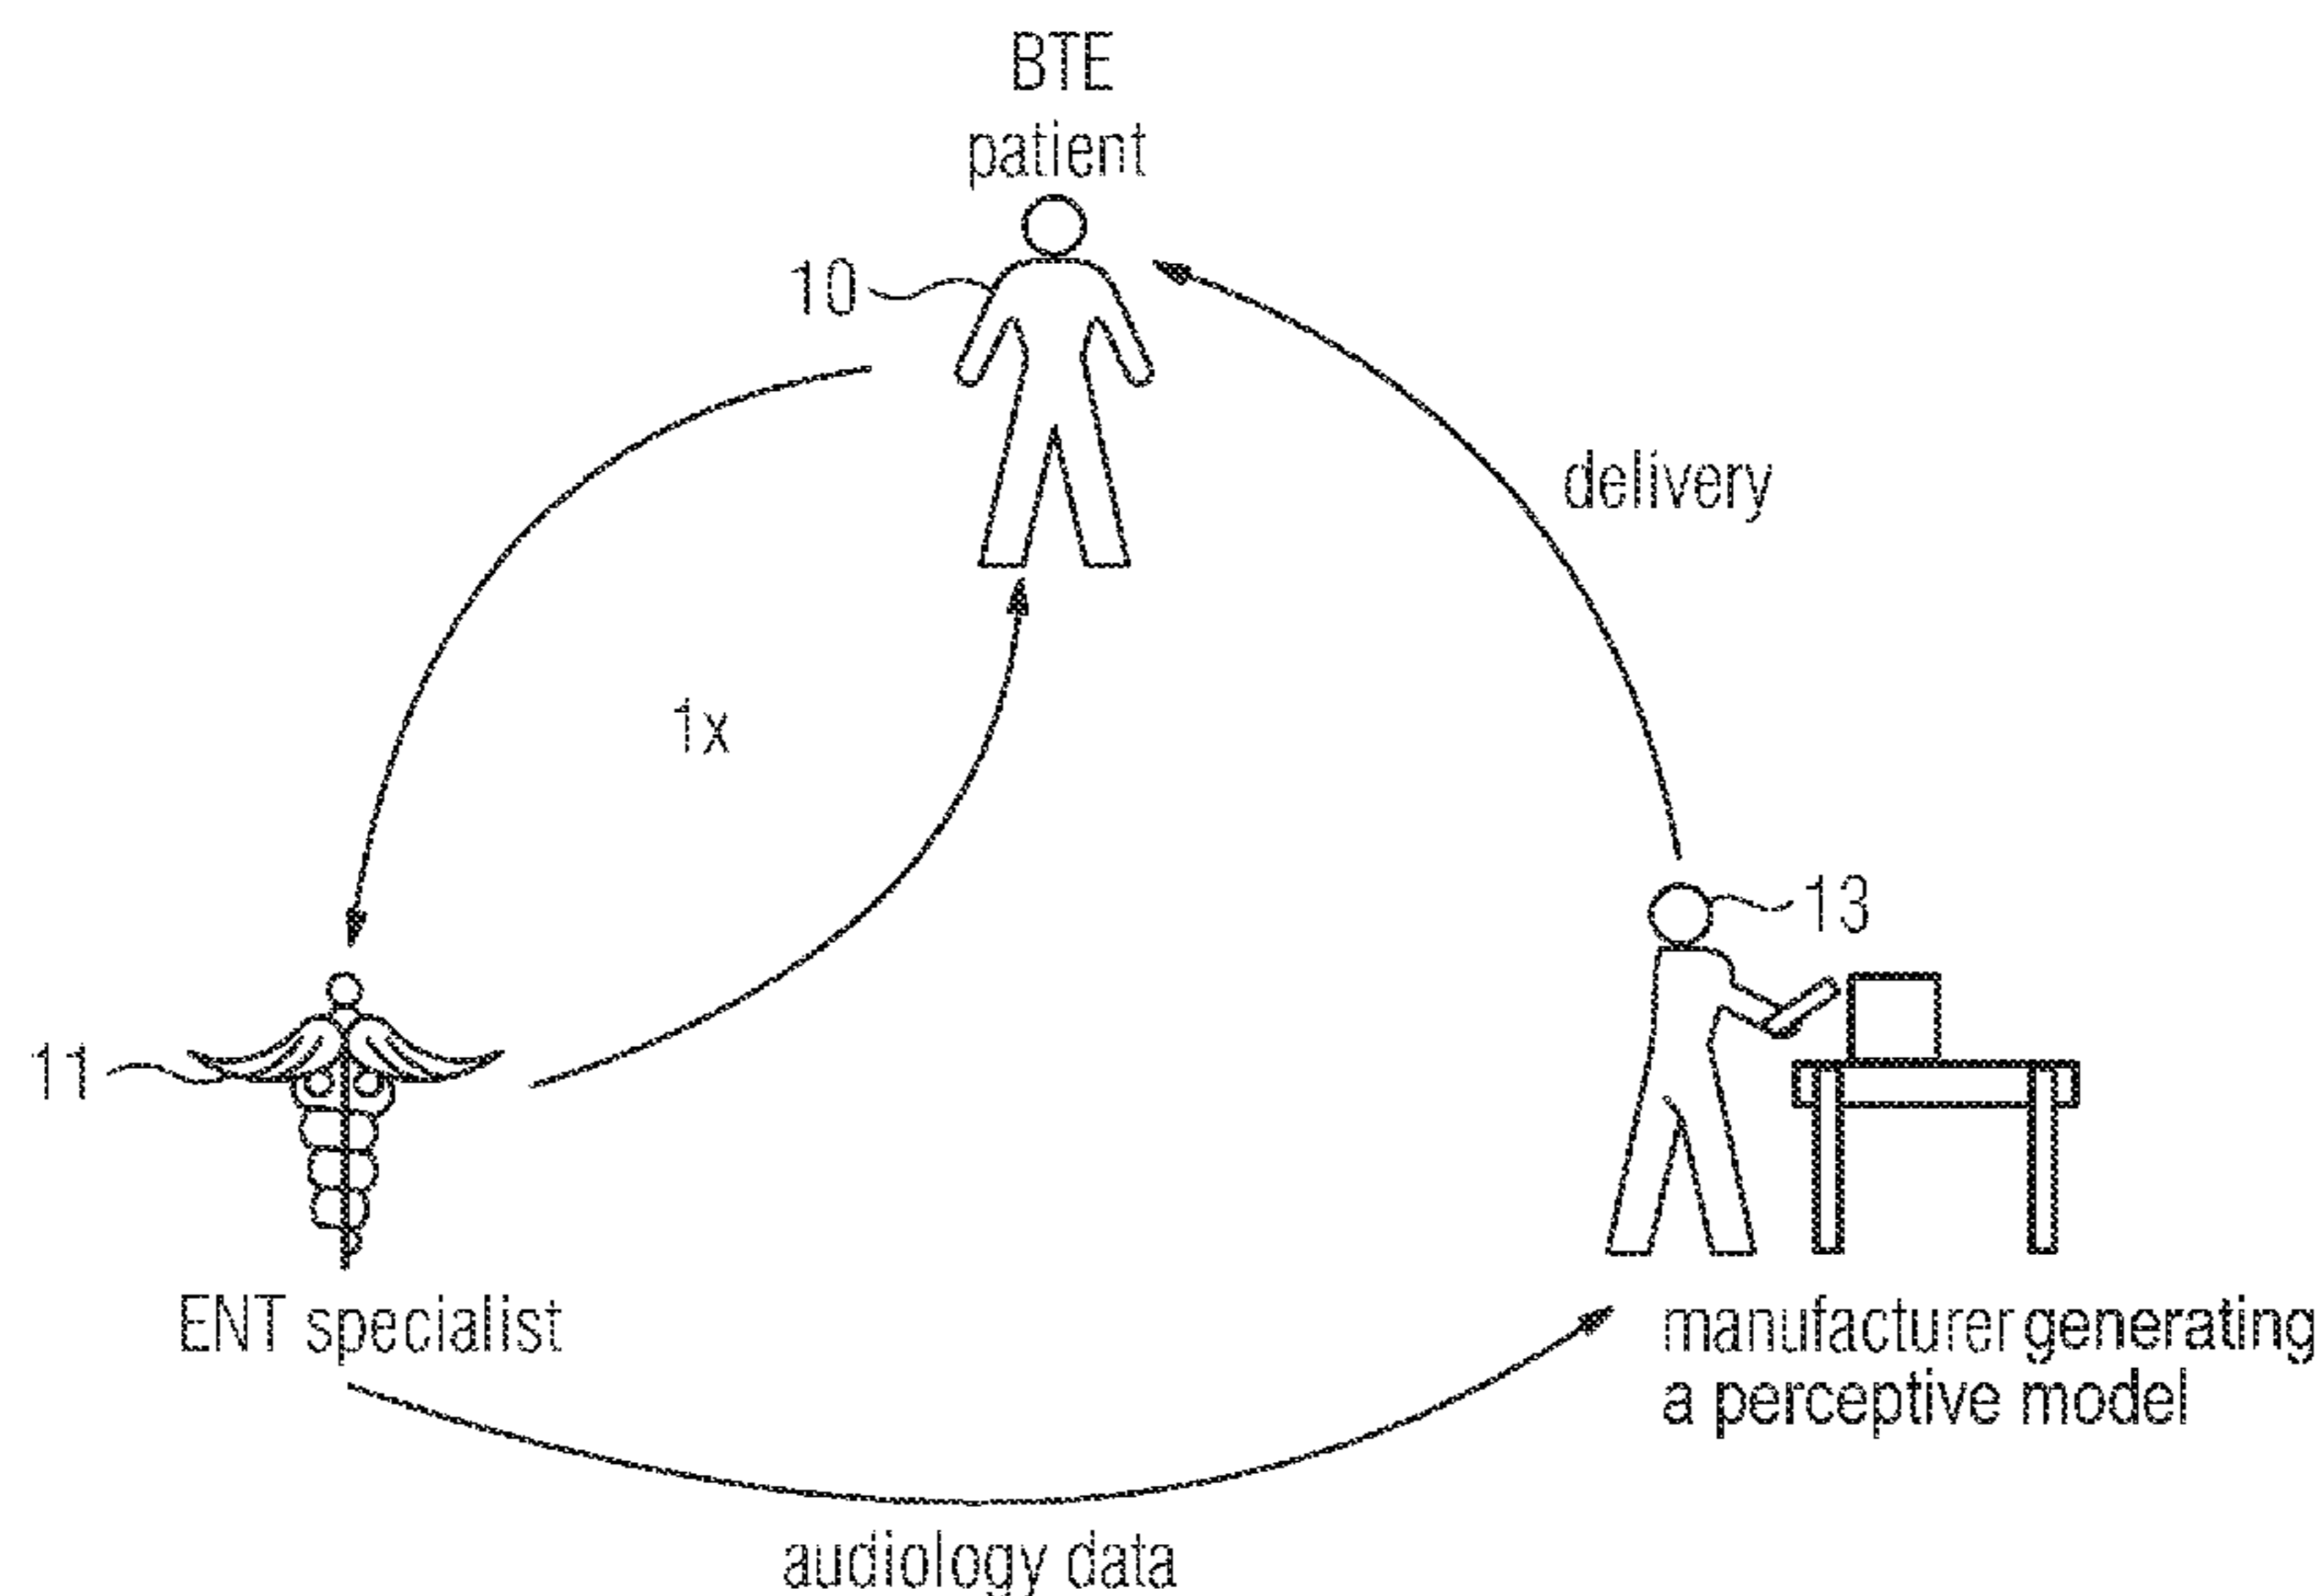 BTE
patient
10
delivery
1x
13
11
ENT specialist
manufacturer generating
a perceptive model
audiology data